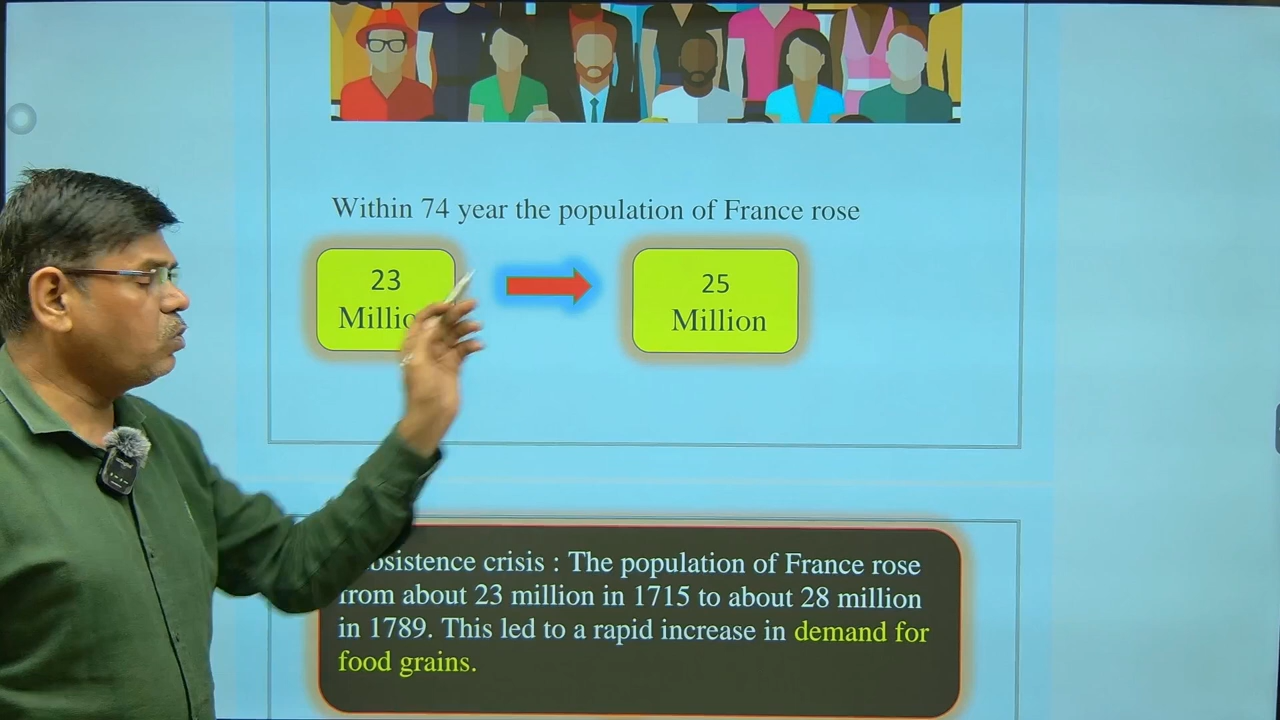 Within 74 year the population of France rose
23
25
Million
crisis : The population of France rose
from about 23 million in 1715 to about 28 million
in 1789. This led to a rapid increase in demand for
food grains.